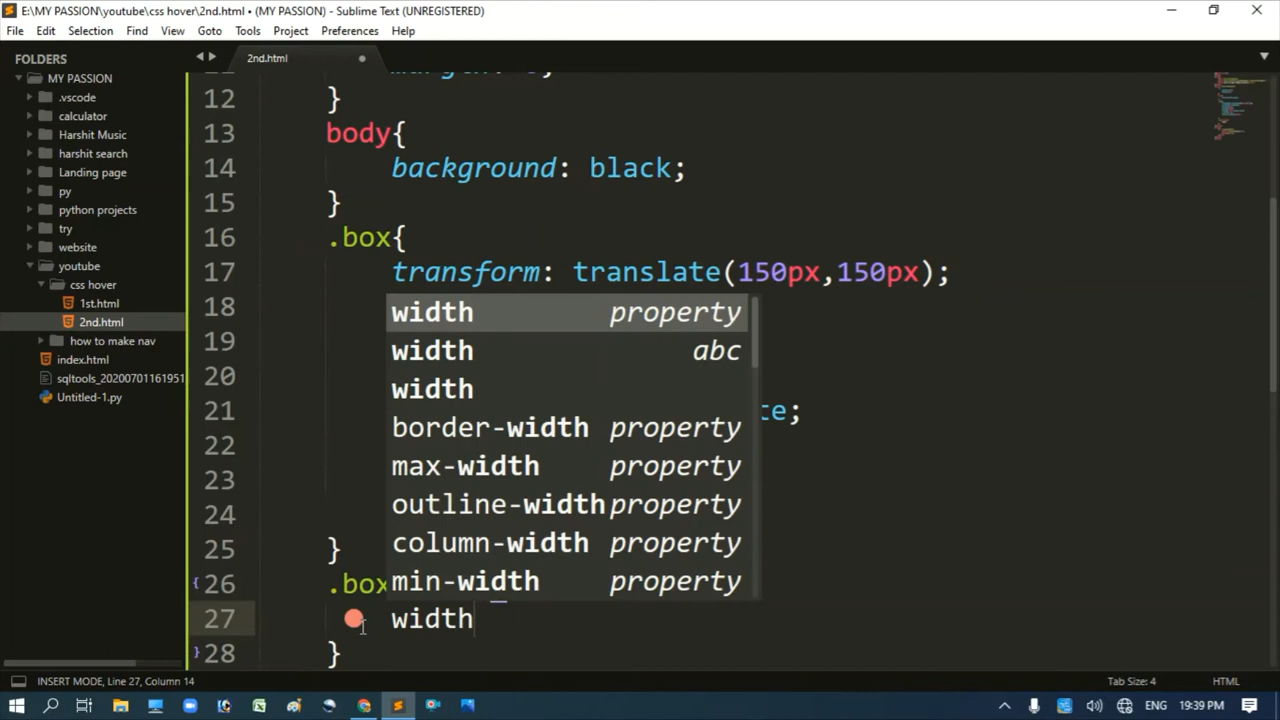 E:\MY PASSION\youtube\css hover\2nd.html • (MY PASSION) - Sublime Text (UNREGISTERED)
File Edit Selection Find View Goto Tools Project Preferences Help
FOLDERS
MY PASSION
.vscode
calculator
Harshit Music
harshit search
Landing page
py
python projects
try
website
youtube
css hover
1st.html
2nd.html
how to make nav
index.html
sqltools_20200701161951
Untitled-1.py
2nd.html
12 }
13 body{
14 background: black;
15 }
16 .box{
17 transform: translate(150px,150px);
18
19
20
21 te;
22
23
24
25 }
26 .box
27 width
28 }
width property
width abc
width
border-width property
max-width property
outline-width property
column-width property
min-width property
INSERT MODE, Line 27, Column 14
Tab Size: 4
HTML
ENG 19:39 PM